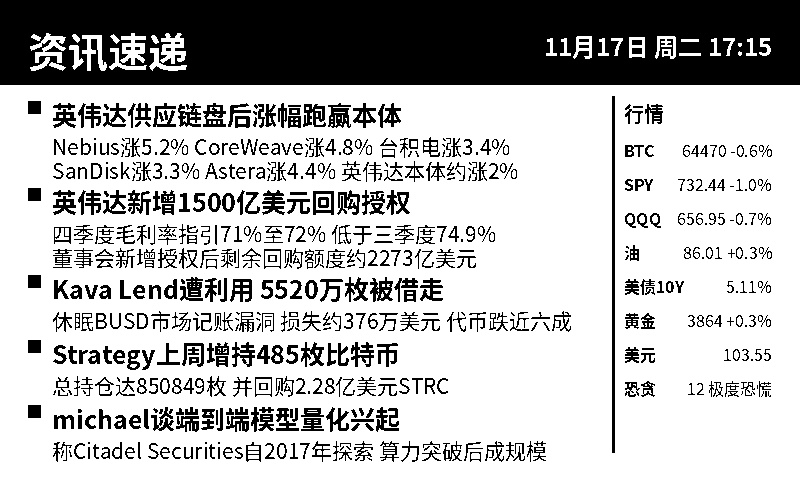 资讯速递
11月17日 周二 17:15
英伟达供应链盘后涨幅跑赢本体
Nebius涨5.2% CoreWeave涨4.8% 台积电涨3.4%
SanDisk涨3.3% Astera涨4.4% 英伟达本体约涨2%
英伟达新增1500亿美元回购授权
四季度毛利率指引71%至72% 低于三季度74.9%
董事会新增授权后剩余回购额度约2273亿美元
Kava Lend遭利用 5520万枚被借走
休眠BUSD市场记账漏洞 损失约376万美元 代币跌近六成
Strategy上周增持485枚比特币
总持仓达850849枚 并回购2.28亿美元STRC
michael谈端到端模型量化兴起
称Citadel Securities自2017年探索 算力突破后成规模
行情
BTC 64470 -0.6%
SPY 732.44 -1.0%
QQQ 656.95 -0.7%
油 86.01 +0.3%
美债10Y 5.11%
黄金 3864 +0.3%
美元 103.55
恐贪 12 极度恐慌